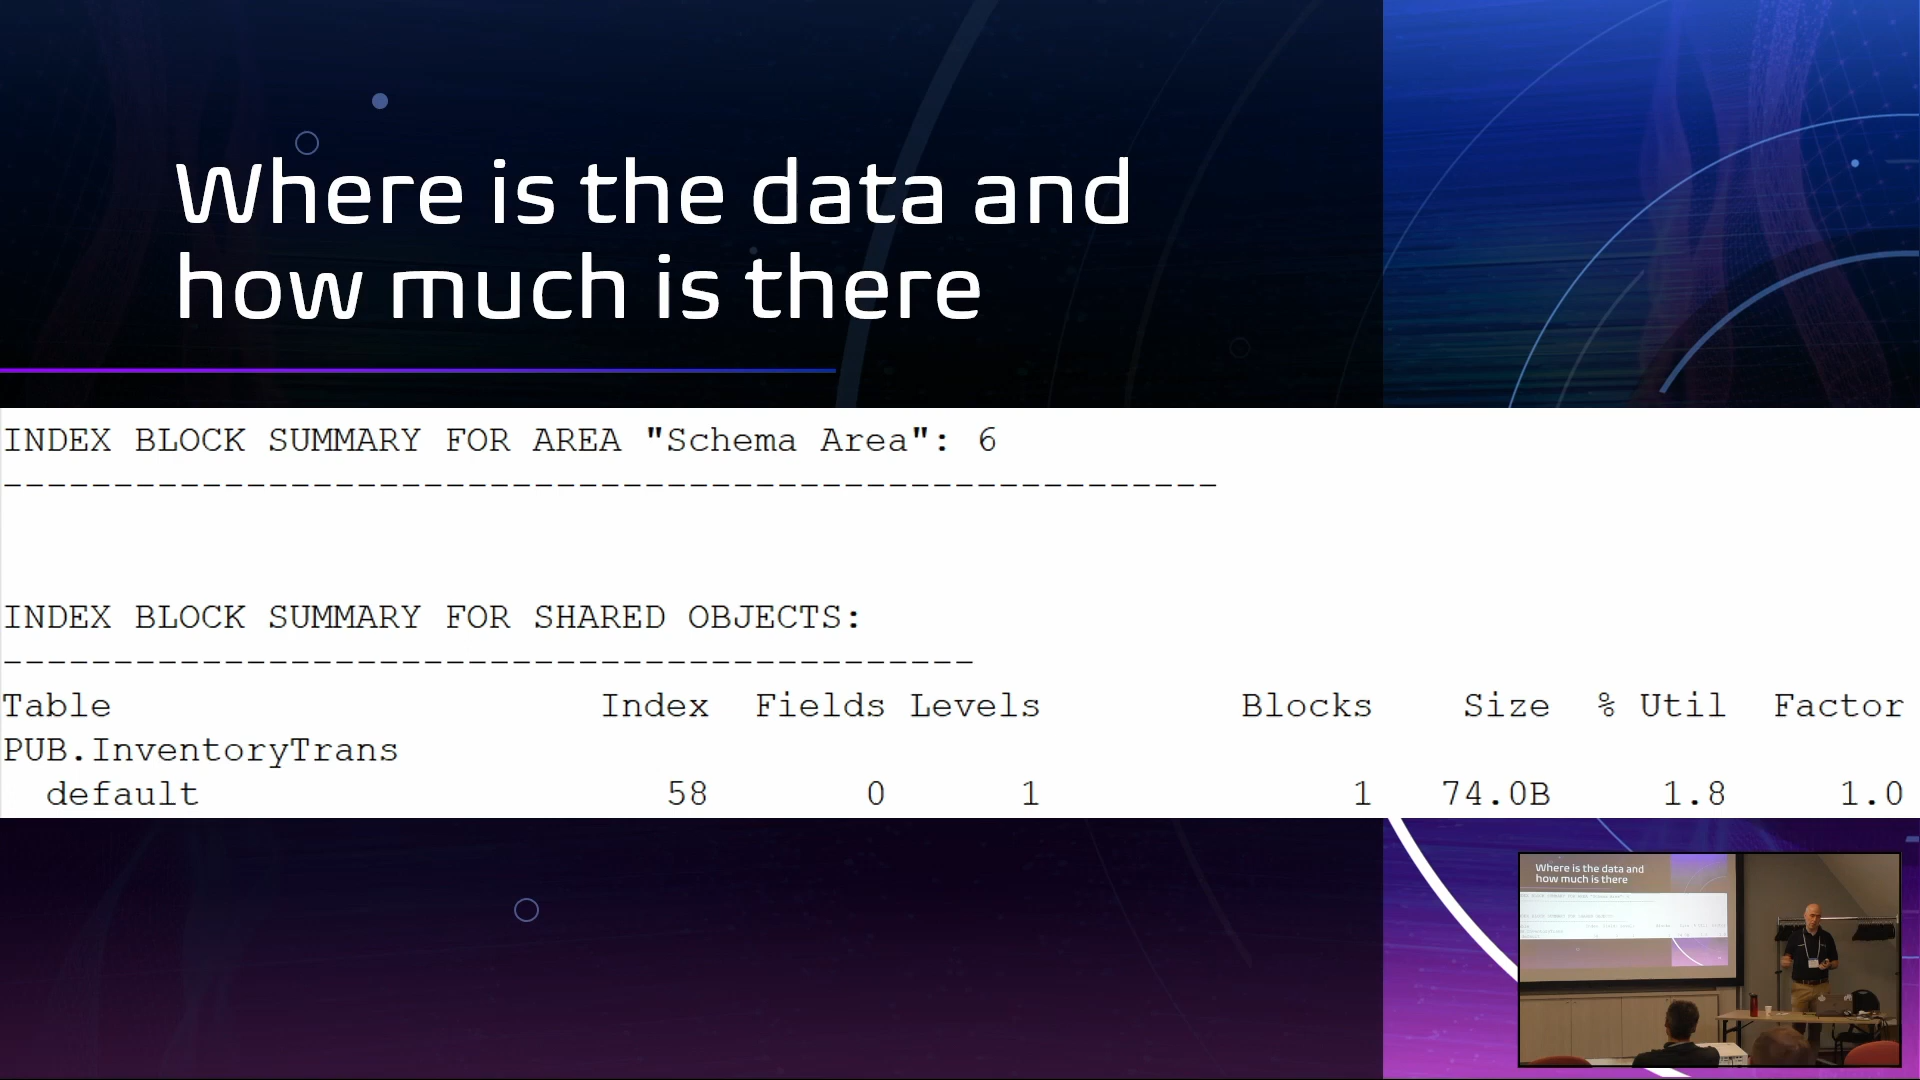 Where is the data and
how much is there
INDEX BLOCK SUMMARY FOR AREA "Schema Area": 6
-------------------------------------------------------
INDEX BLOCK SUMMARY FOR SHARED OBJECTS:
--------------------------------------------
Table Index Fields Levels Blocks Size % Util Factor
PUB.InventoryTrans
default 58 0 1 1 74.0B 1.8 1.0
Where is the data and
how much is there